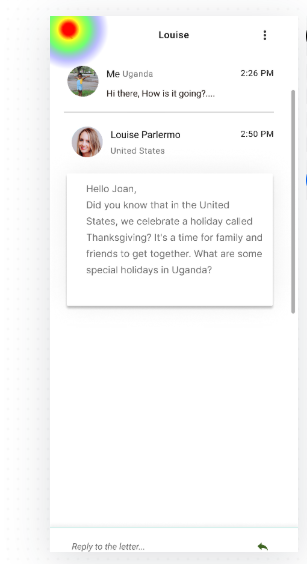 Louise
Me Uganda 2:26 PM
Hi there, How is it going?....
Louise Parlermo 2:50 PM
United States
Hello Joan,
Did you know that in the United
States, we celebrate a holiday called
Thanksgiving? It's a time for family and
friends to get together. What are some
special holidays in Uganda?
Reply to the letter...